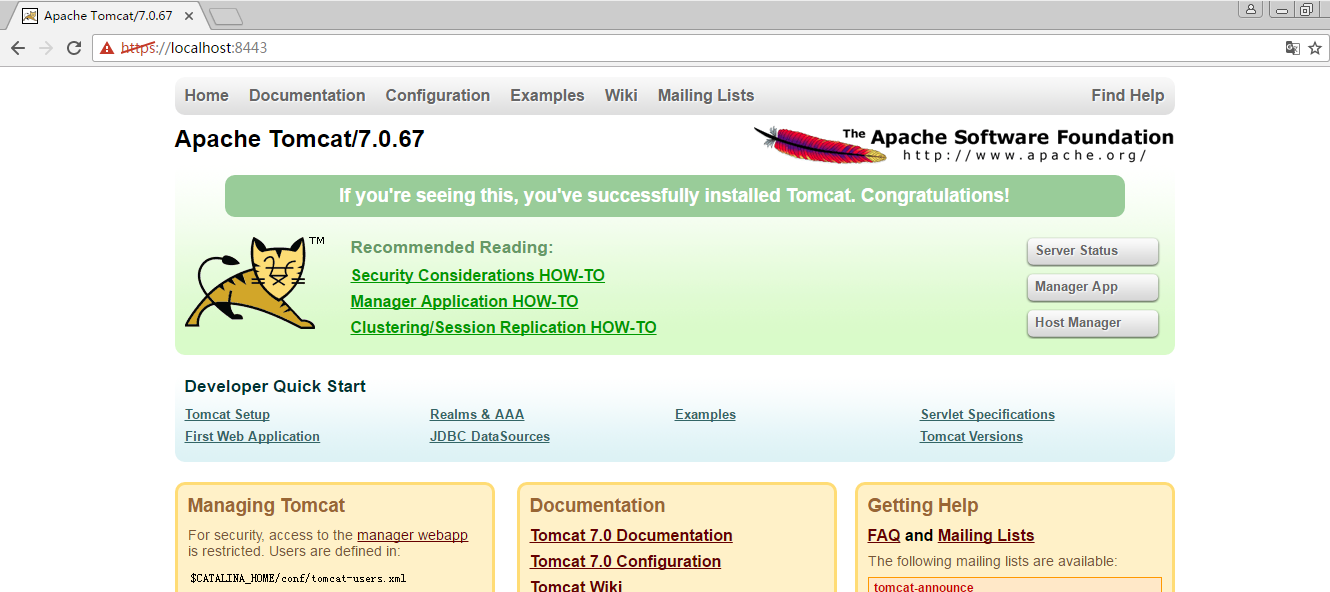 Apache Tomcat/7.0.67
https://localhost:8443
Home Documentation Configuration Examples Wiki Mailing Lists Find Help
Apache Tomcat/7.0.67
The Apache Software Foundation
http://www.apache.org/
If you're seeing this, you've successfully installed Tomcat. Congratulations!
TM
Recommended Reading:
Security Considerations HOW-TO
Manager Application HOW-TO
Clustering/Session Replication HOW-TO
Server Status
Manager App
Host Manager
Developer Quick Start
Tomcat Setup
First Web Application
Realms & AAA
JDBC DataSources
Examples
Servlet Specifications
Tomcat Versions
Managing Tomcat
For security, access to the manager webapp
is restricted. Users are defined in:
$CATALINA_HOME/conf/tomcat-users.xml
Documentation
Tomcat 7.0 Documentation
Tomcat 7.0 Configuration
Tomcat Wiki
Getting Help
FAQ and Mailing Lists
The following mailing lists are available:
tomcat-announce